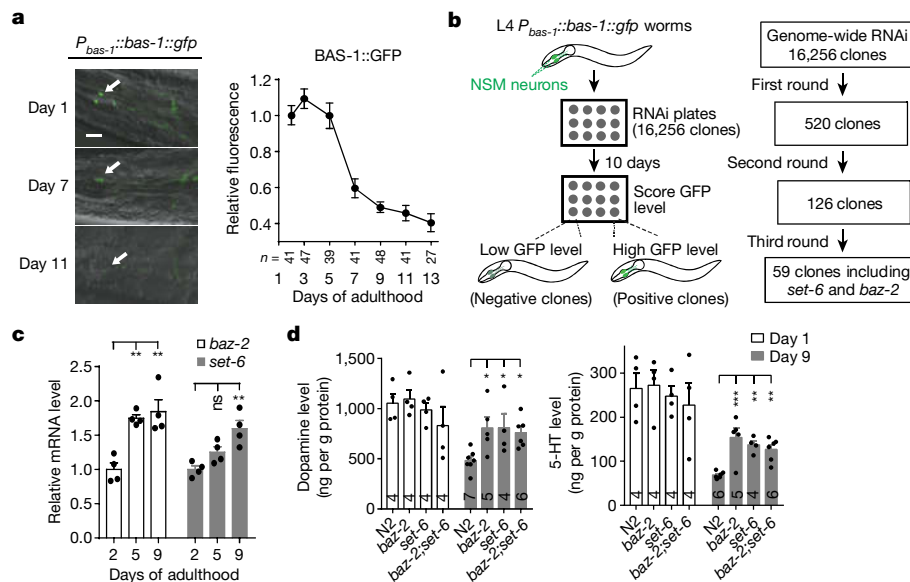 a
P bas-1::bas-1::gfp
Day 1
Day 7
Day 11
BAS-1::GFP
Relative fluorescence
1.2
1.0
0.8
0.6
0.4
n = 41 47 39 41 48 41 27
1 3 5 7 9 11 13
Days of adulthood
b
L4 P bas-1::bas-1::gfp worms
NSM neurons
RNAi plates
(16,256 clones)
10 days
Score GFP
level
Low GFP level
High GFP level
(Negative clones)
(Positive clones)
Genome-wide RNAi
16,256 clones
First round
520 clones
Second round
126 clones
Third round
59 clones including
set-6 and baz-2
c
baz-2
set-6
Relative mRNA level
2.5
2.0
1.5
1.0
0.5
0.0
** **
ns **
2 5 9 2 5 9
Days of adulthood
d
Dopamine level
(ng per g protein)
1,500
1,000
500
0
* * *
4 4 4 4 7 5 4 6
N2 baz-2 set-6 baz-2;set-6 N2 baz-2 set-6 baz-2;set-6
Day 1
Day 9
5-HT level
(ng per g protein)
300
200
100
0
*** ** **
4 4 4 4 6 5 4 6
N2 baz-2 set-6 baz-2;set-6 N2 baz-2 set-6 baz-2;set-6